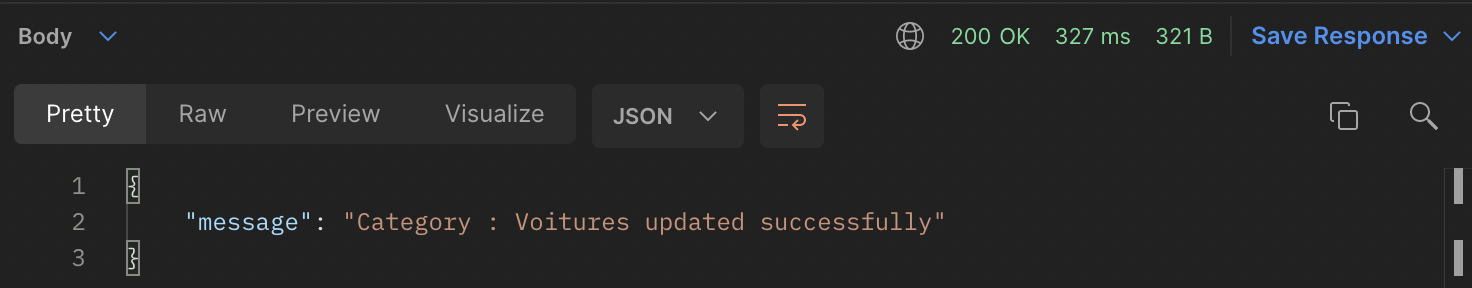 Body 200 OK 327 ms 321 B Save Response
Pretty Raw Preview Visualize JSON
1 {
2 "message": "Category : Voitures updated successfully"
3 }